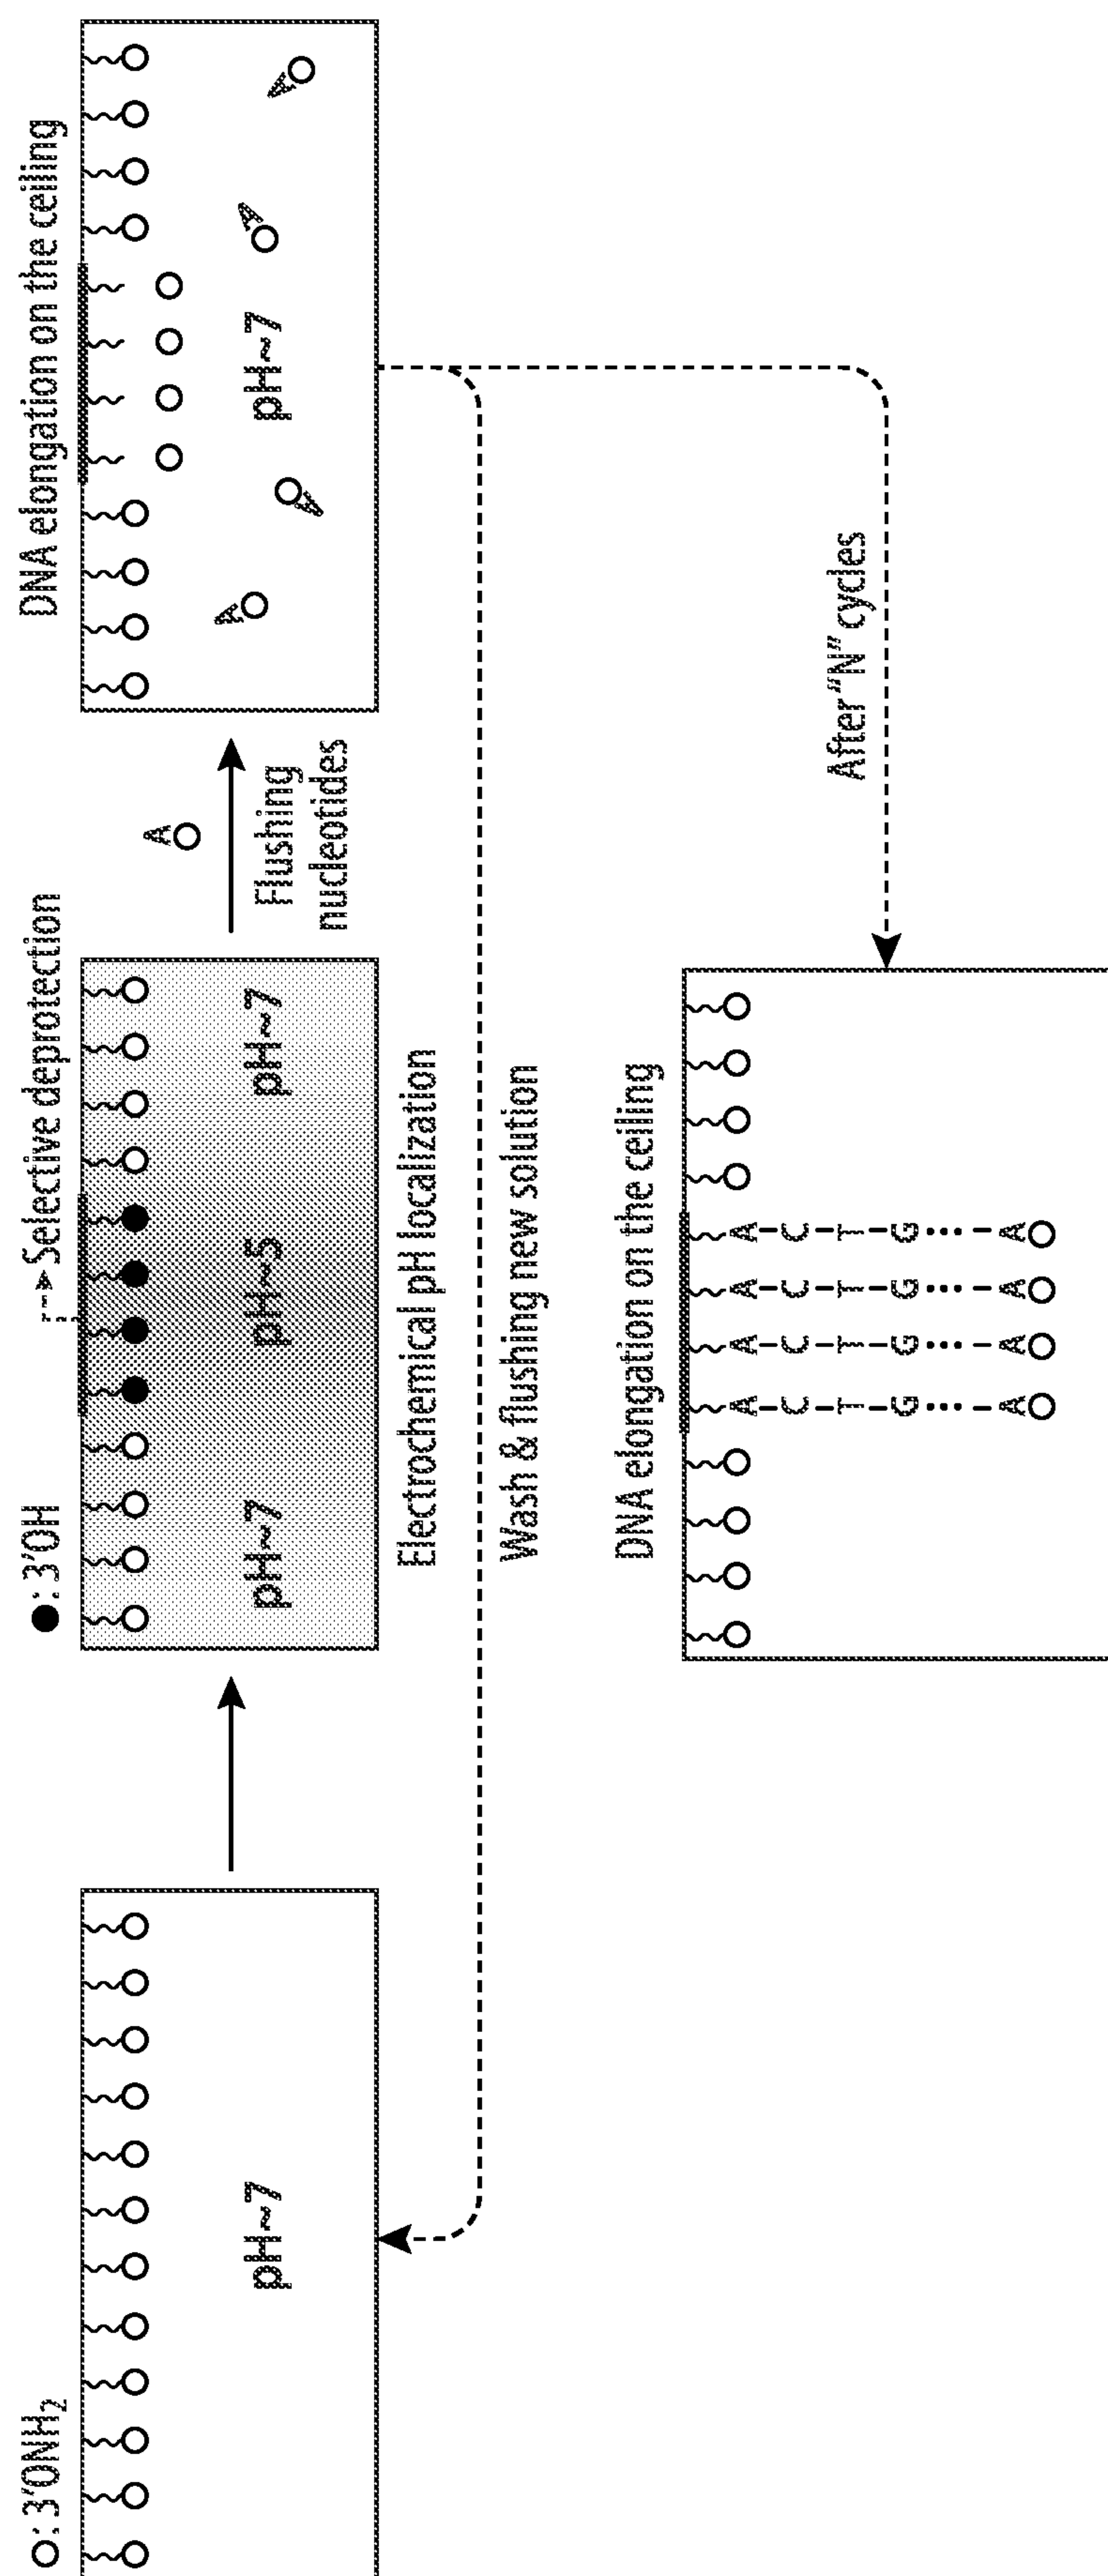 ○: 3'ONH₂
pH~7
●: 3'OH
Selective deprotection
pH~7
pH~5
pH~7
Electrochemical pH localization
A
Flushing
nucleotides
DNA elongation on the ceiling
A
A
pH~7
A
A
Wash & flushing new solution
After “N” cycles
DNA elongation on the ceiling
A–C–T–G··· –A
A–C–T–G··· –A
A–C–T–G··· –A
A–C–T–G··· –A